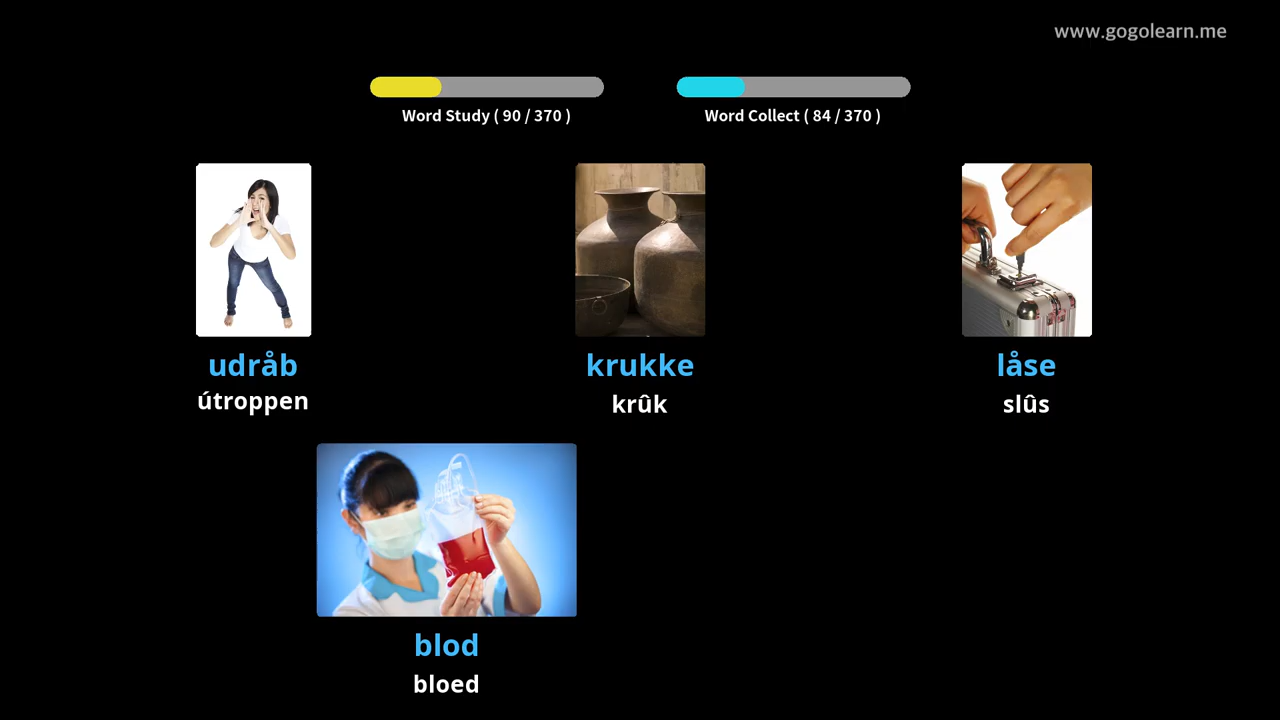 www.gogolearn.me
Word Study ( 90 / 370 )
Word Collect ( 84 / 370 )
udråb
krukke
låse
útroppen
krûk
slûs
blod
bloed